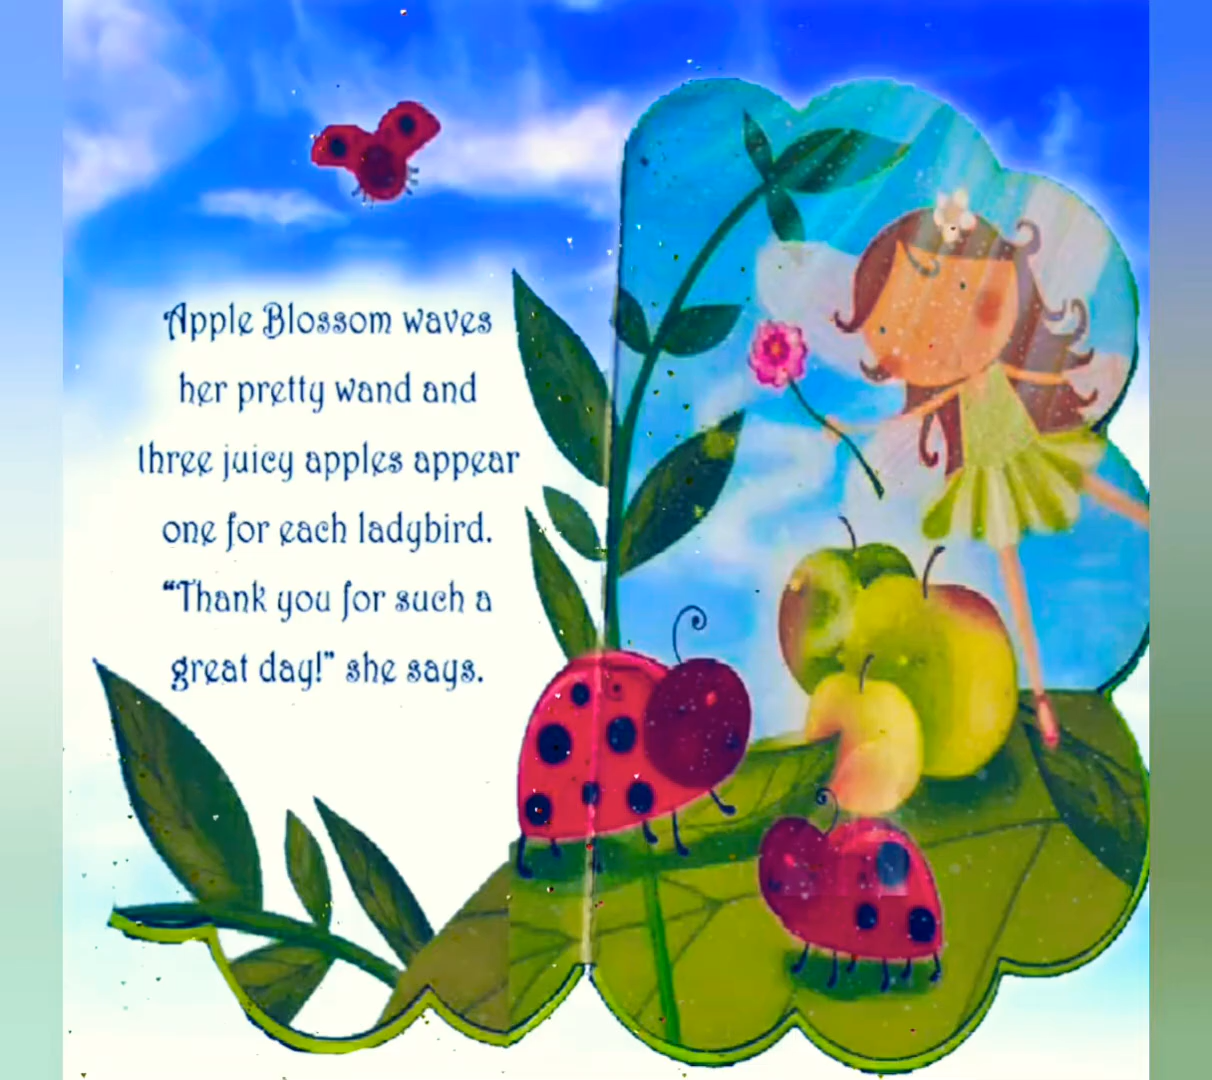 Apple Blossom waves
her pretty wand and
three juicy apples appear
one for each ladybird.
“Thank you for such a
great day!” she says.